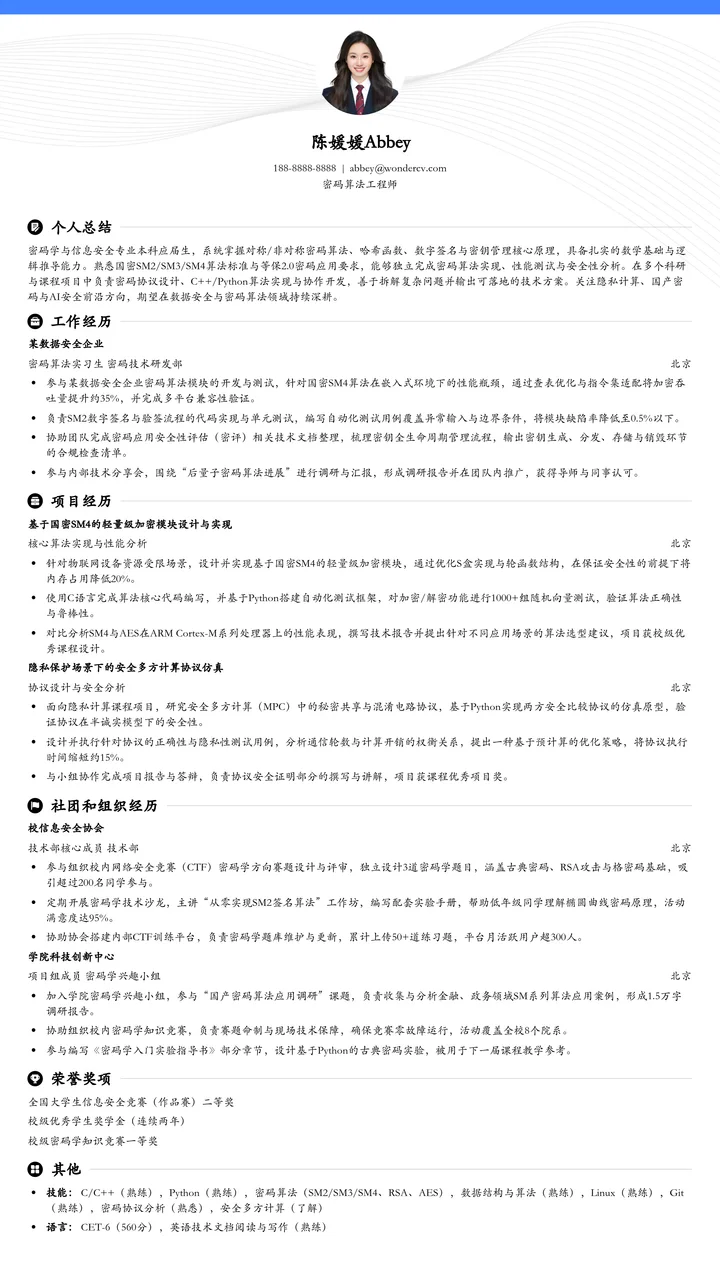 陈媛媛Abbey
188-8888-8888 | abbey@wondercv.com
密码算法工程师
个人总结
密码学与信息安全专业本科应届生，系统掌握对称/非对称密码算法、哈希函数、数字签名与密钥管理核心原理，具备扎实的数学基础与逻
辑推导能力。熟悉国密SM2/SM3/SM4算法标准与等保2.0密码应用要求，能够独立完成密码算法实现、性能测试与安全性分析。在多个科研
与课程项目中负责密码协议设计、C++/Python算法实现与协作开发，善于拆解复杂问题并输出可落地的技术方案。关注隐私计算、国产密
码与AI安全前沿方向，期望在数据安全与密码算法领域持续深耕。
工作经历
某数据安全企业
密码算法实习生 密码技术研发部 北京
• 参与某数据安全企业密码算法模块的开发与测试，针对国密SM4算法在嵌入式环境下的性能瓶颈，通过查表优化与指令集适配将加密吞
吐量提升约35%，并完成多平台兼容性验证。
• 负责SM2数字签名与验签流程的代码实现与单元测试，编写自动化测试用例覆盖异常输入与边界条件，将模块缺陷率降低至0.5%以下。
• 协助团队完成密码应用安全性评估（密评）相关技术文档整理，梳理密钥全生命周期管理流程，输出密钥生成、分发、存储与销毁环节
的合规检查清单。
• 参与内部技术分享会，围绕“后量子密码算法进展”进行调研与汇报，形成调研报告并在团队内推广，获得导师与同事认可。
项目经历
基于国密SM4的轻量级加密模块设计与实现
核心算法实现与性能分析 北京
• 针对物联网设备资源受限场景，设计并实现基于国密SM4的轻量级加密模块，通过优化S盒实现与轮函数结构，在保证安全性的前提下将
内存占用降低20%。
• 使用C语言完成算法核心代码编写，并基于Python搭建自动化测试框架，对加密/解密功能进行1000+组随机向量测试，验证算法正确性
与鲁棒性。
• 对比分析SM4与AES在ARM Cortex-M系列处理器上的性能表现，撰写技术报告并提出针对不同应用场景的算法选型建议，项目获校级优
秀课程设计。
隐私保护场景下的安全多方计算协议仿真
协议设计与安全分析 北京
• 面向隐私计算课程项目，研究安全多方计算（MPC）中的秘密共享与混淆电路协议，基于Python实现两方安全比较协议的仿真原型，验
证协议在半诚实模型下的安全性。
• 设计并执行针对协议的正确性与隐私性测试用例，分析通信轮数与计算开销的权衡关系，提出一种基于预计算的优化策略，将协议执行
时间缩短约15%。
• 与小组协作完成项目报告与答辩，负责协议安全证明部分的撰写与讲解，项目获课程优秀项目奖。
社团和组织经历
校信息安全协会
技术部核心成员 技术部 北京
• 参与组织校内网络安全竞赛（CTF）密码学方向赛题设计与评审，独立设计3道密码学题目，涵盖古典密码、RSA攻击与格密码基础，吸
引超过200名同学参与。
• 定期开展密码学技术沙龙，主讲“从零实现SM2签名算法”工作坊，编写配套实验手册，帮助低年级同学理解椭圆曲线密码原理，活动
满意度达95%。
• 协助协会搭建内部CTF训练平台，负责密码学题库维护与更新，累计上传50+道练习题，平台月活跃用户超300人。
学院科技创新中心
项目组成员 密码学兴趣小组 北京
• 加入学院密码学兴趣小组，参与“国产密码算法应用调研”课题，负责收集与分析金融、政务领域SM系列算法应用案例，形成1.5万字
调研报告。
• 协助组织校内密码学知识竞赛，负责赛题命制与现场技术保障，确保竞赛零故障运行，活动覆盖全校8个院系。
• 参与编写《密码学入门实验指导书》部分章节，设计基于Python的古典密码实验，被用于下一届课程教学参考。
荣誉奖项
全国大学生信息安全竞赛（作品赛）二等奖
校级优秀学生奖学金（连续两年）
校级密码学知识竞赛一等奖
其他
• 技能： C/C++（熟练），Python（熟练），密码算法（SM2/SM3/SM4、RSA、AES），数据结构与算法（熟练），Linux（熟练），Git
（熟练），密码协议分析（熟悉），安全多方计算（了解）
• 语言： CET-6（560分），英语技术文档阅读与写作（熟练）